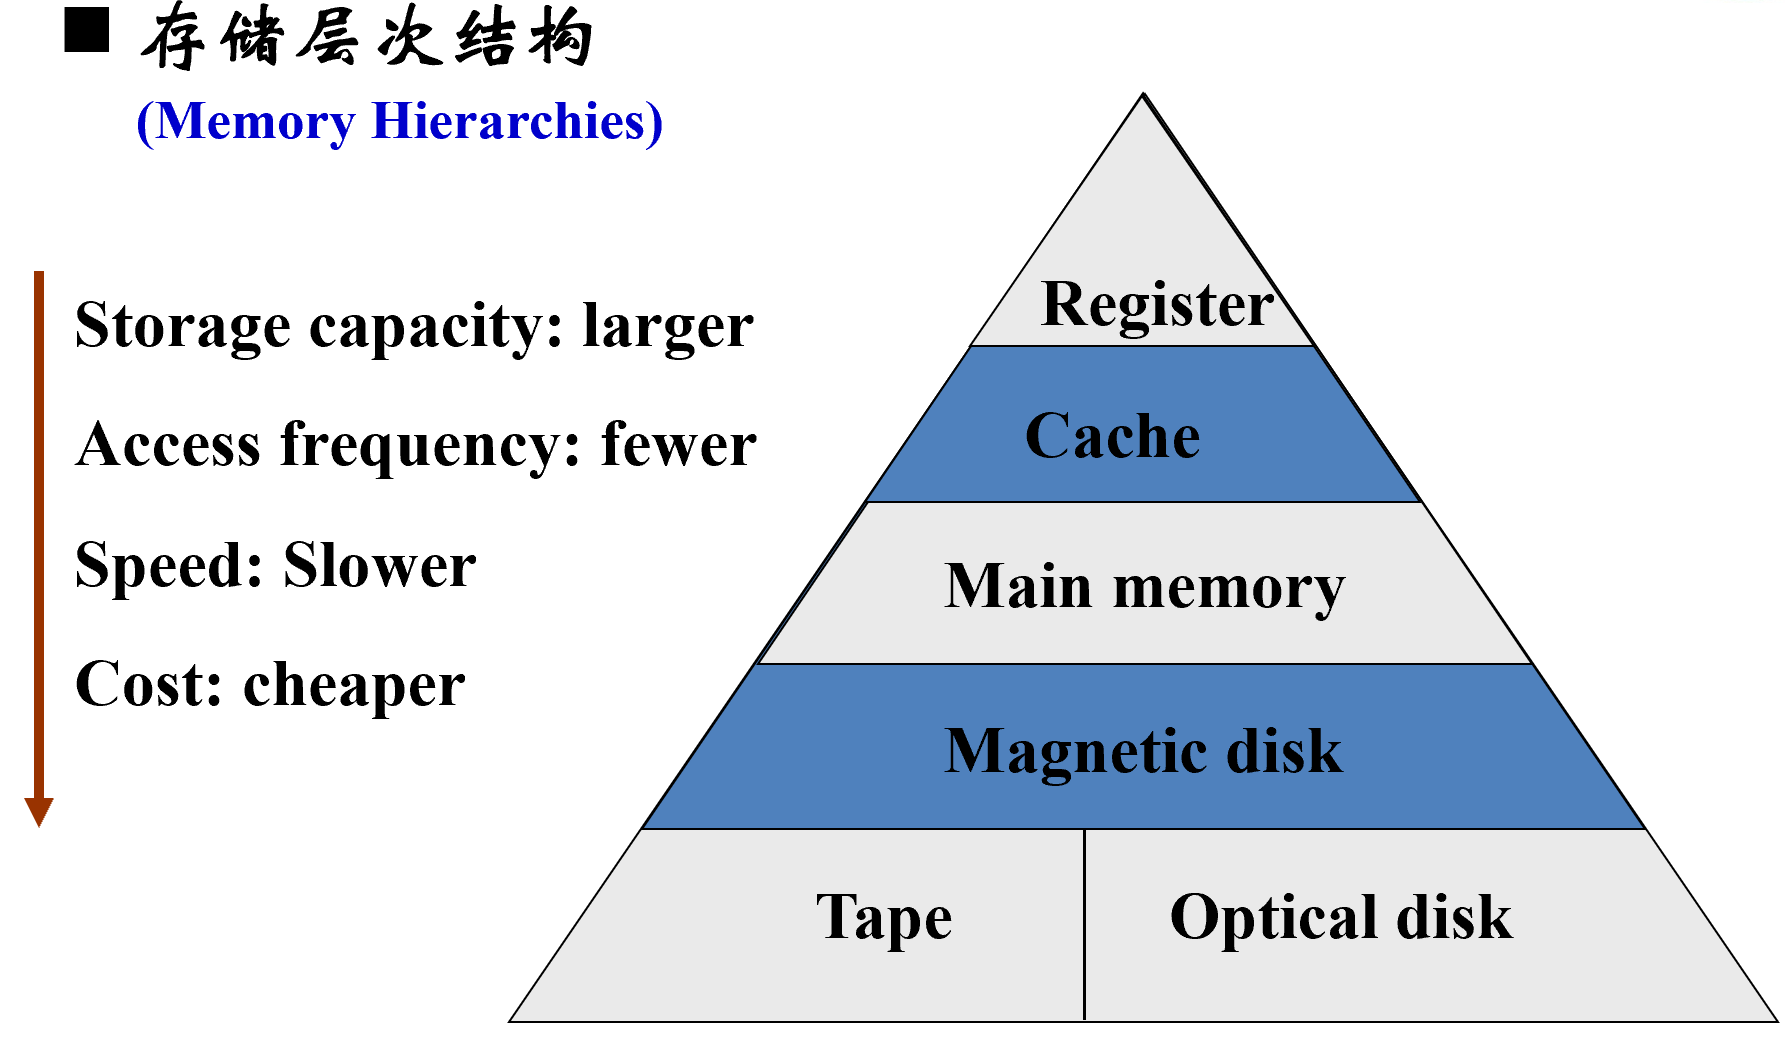 存储层次结构
(Memory Hierarchies)
Storage capacity: larger
Access frequency: fewer
Speed: Slower
Cost: cheaper
Register
Cache
Main memory
Magnetic disk
Tape
Optical disk